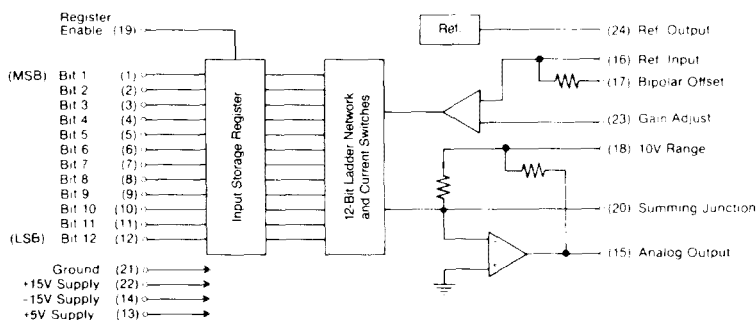 Register
Enable (19)
(MSB) Bit 1 (1)
Bit 2 (2)
Bit 3 (3)
Bit 4 (4)
Bit 5 (5)
Bit 6 (6)
Bit 7 (7)
Bit 8 (8)
Bit 9 (9)
Bit 10 (10)
Bit 11 (11)
(LSB) Bit 12 (12)
Ground (21)
+15V Supply (22)
-15V Supply (14)
+5V Supply (13)
Input Storage Register
12-Bit Ladder Network
and Current Switches
Ref.
(24) Ref. Output
(16) Ref. Input
(17) Bipolar Offset
(23) Gain Adjust
(18) 10V Range
(20) Summing Junction
(15) Analog Output